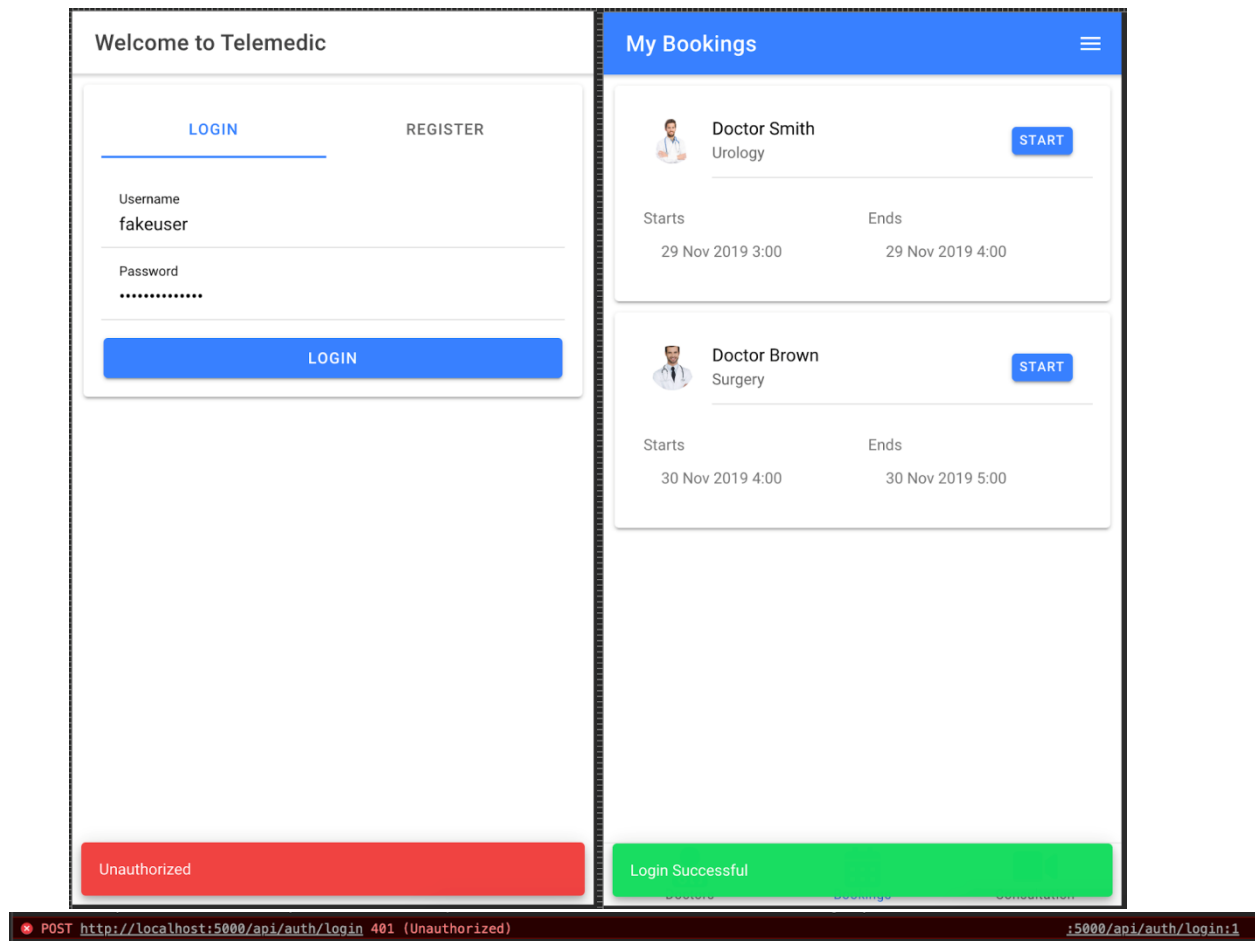 Welcome to Telemedic
LOGIN REGISTER
Username
fakeuser
Password
••••••••••••••
LOGIN
Unauthorized
My Bookings
Doctor Smith
Urology
START
Starts Ends
29 Nov 2019 3:00 29 Nov 2019 4:00
Doctor Brown
Surgery
START
Starts Ends
30 Nov 2019 4:00 30 Nov 2019 5:00
Login Successful
Doctors Bookings Consultation
POST http://localhost:5000/api/auth/login 401 (Unauthorized) :5000/api/auth/login:1